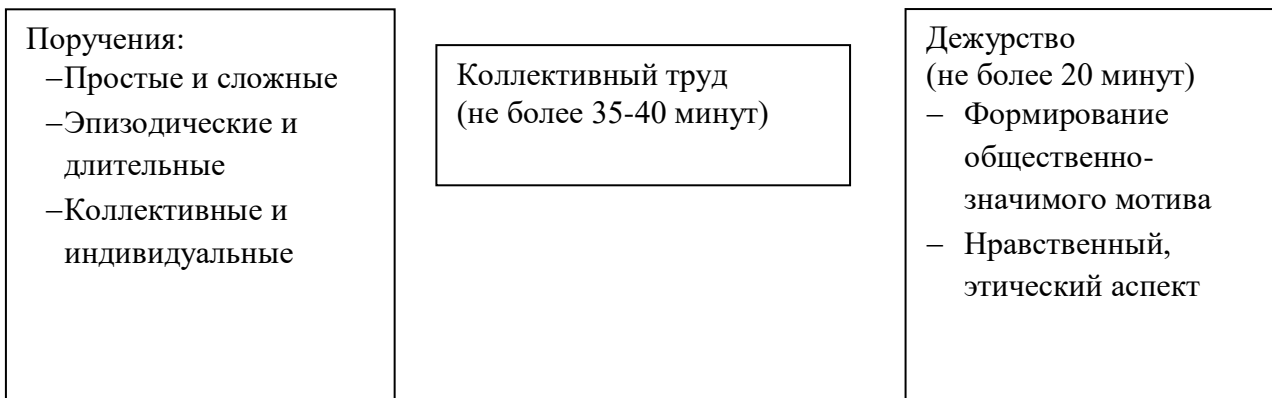 Поручения:
−Простые и сложные
−Эпизодические и
длительные
−Коллективные и
индивидуальные
Коллективный труд
(не более 35-40 минут)
Дежурство
(не более 20 минут)
− Формирование
общественно-
значимого мотива
− Нравственный,
этический аспект